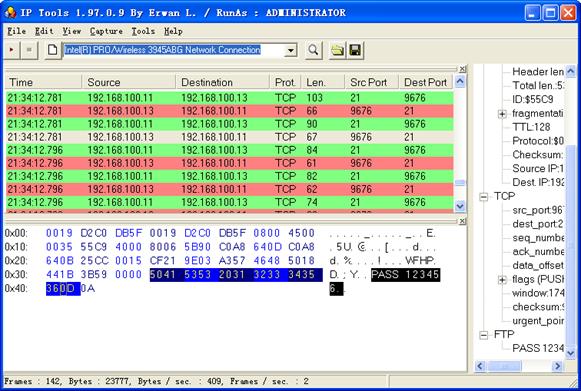 IP Tools 1.97.0.9 By Erwan L. / RunAs : ADMINISTRATOR
File Edit View Capture Tools Help
Intel(R) PRO/Wireless 3945ABG Network Connection
Time Source Destination Prot. Len. Src Port Dest Port
21:34:12.781 192.168.100.11 192.168.100.13 TCP 103 21 9676
21:34:12.781 192.168.100.13 192.168.100.11 TCP 66 9676 21
21:34:12.781 192.168.100.11 192.168.100.13 TCP 90 21 9676
21:34:12.796 192.168.100.13 192.168.100.11 TCP 67 9676 21
21:34:12.796 192.168.100.11 192.168.100.13 TCP 84 21 9676
21:34:12.796 192.168.100.13 192.168.100.11 TCP 61 9676 21
21:34:12.796 192.168.100.11 192.168.100.13 TCP 82 21 9676
21:34:12.796 192.168.100.13 192.168.100.11 TCP 62 9676 21
21:34:12.796 192.168.100.11 192.168.100.13 TCP 74 21 9676
0x00: 0019 D2C0 DB5F 0019 D2C0 DB5F 0800 4500 ....._....._..E.
0x10: 0035 55C9 4000 8006 5B90 C0A8 640D C0A8 .5U.@...[...d...
0x20: 640B 25CC 0015 CF21 9E03 A357 4648 5018 d.%....!...WFHP.
0x30: 441B 3B59 0000 5041 5353 2031 3233 3435 D.;Y..PASS 12345
0x40: 360D 0A 6..
Header len
Total len.:53
ID:$55C9
fragmentati
TTL:128
Protocol:6
Checksum:
Source IP:1
Dest. IP:192
TCP
src_port:967
dest_port:2
seq_numbe
ack_numbe
data_offset
flags (PUSH
window:174
checksum:9
urgent_poin
FTP
PASS 1234
Frames : 142, Bytes : 23777, Bytes / sec. : 409, Frames / sec. : 2